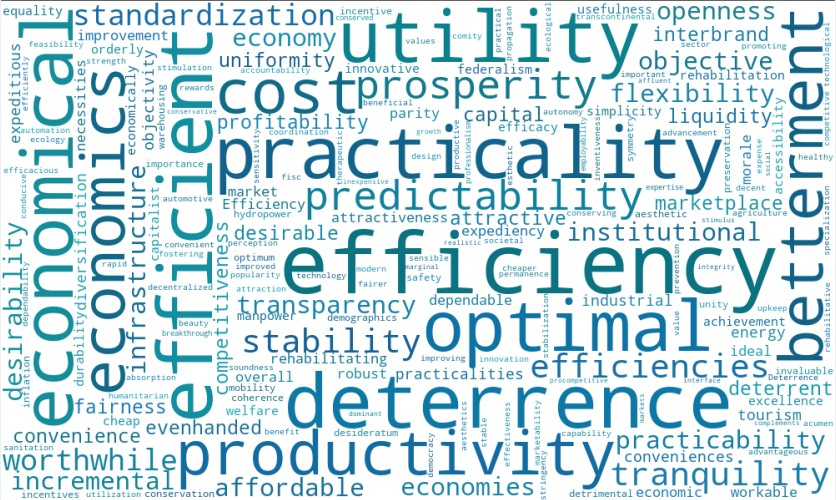 equality
standardization
incentive
conserved
utility
usefulness
transcontinental
openness
feasibility
improvement
economy
values
comity
practical
propagation
ecological
interbrand
sector
promoting
expeditious
efficiently
economical
orderly
strength
uniformity
innovative
federalism
objective
important
affluent
rehabilitation
technological
competitive
necessities
economics
economically
objectivity
stimulation
rewards
accountability
cost
prosperity
flexibility
betterment
automation
ecology
warehousing
conservative
efficient
profitability
beneficial
parity
capital
autonomy
simplicity
liquidity
accessibility
coordination
growth
efficacy
inventiveness
symmetry
advancement
efficacious
importance
sensitivity
practicality
therapeutic
design
productive
professionalism
esthetic
employability
preservation
morale
expense
social
healthy
conducive
infrastructure
capitalist
automotive
fisc
inexpensive
expertise
decent
market
predictability
marketplace
Efficiency
hydropower
attractiveness
attractive
conserving
aesthetic
stimulus
agriculture
specialization
desirability
dependability
diversification
durability
convenient
fostering
desirable
perception
expediency
realistic
societal
institutional
rapid
optimum
improved
popularity
efficiency
modern
fairer
sensible
marginal
safety
cheaper
permanence
prevention
integrity
decentralized
attraction
technology
competitiveness
transparency
dependable
industrial
unity
upkeep
beauty
breakthrough
manpower
demographics
optimal
stabilization
value
achievement
energy
rehabilitative
inflation
stability
rehabilitating
improving
innovation
efficiencies
ideal
invaluable
absorption
soundness
overall
robust
practicalities
procompetitive
interface
Deterrence
deterrent
humanitarian
mobility
coherence
deterrence
markets
excellence
fairness
cheap
welfare
dominant
tourism
complements
acumen
convenience
evenhanded
benefit
desideratum
aesthetics
stable
effectiveness
marketability
capability
practicability
advantageous
sanitation
worthwhile
productivity
democracy
stringency
conveniences
tranquility
incremental
incentives
utilization
conservation
affordable
economies
detrimental
economic
workable